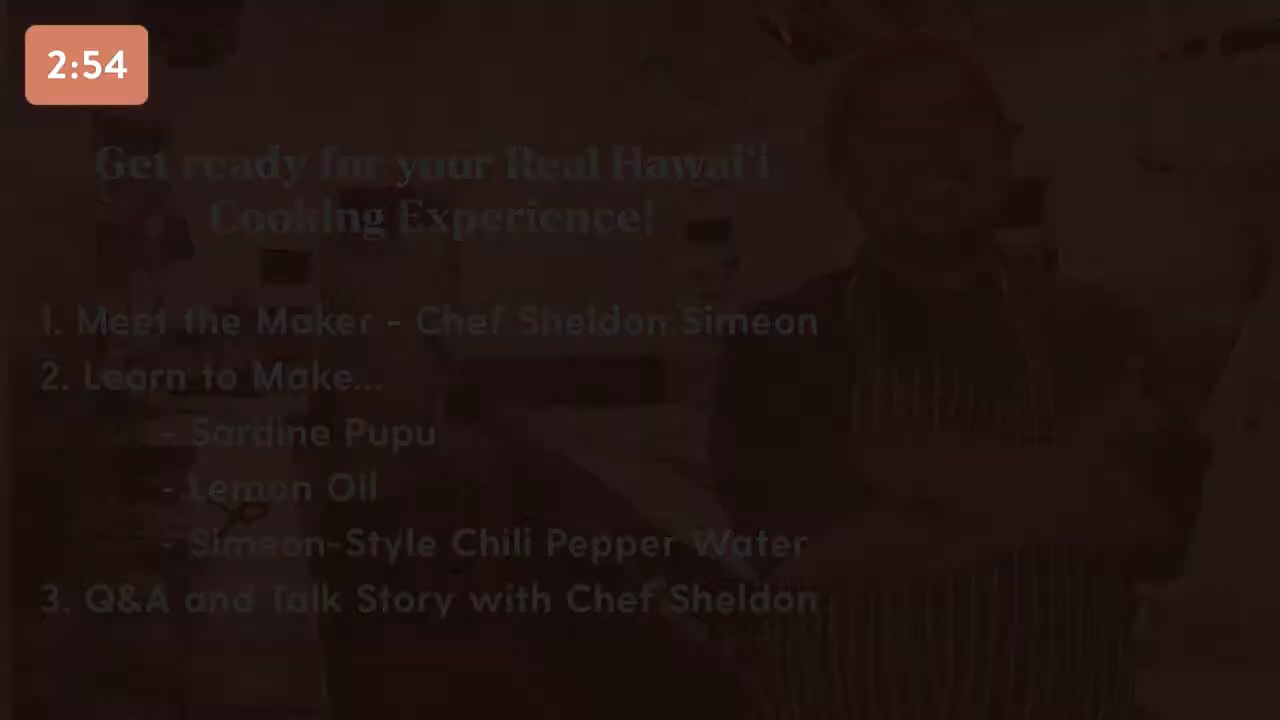 2:54
Get ready for your Real Hawai'i
Cooking Experience!
1. Meet the Maker - Chef Sheldon Simeon
2. Learn to Make...
- Sardine Pupu
- Lemon Oil
- Simeon-Style Chili Pepper Water
3. Q&A and Talk Story with Chef Sheldon